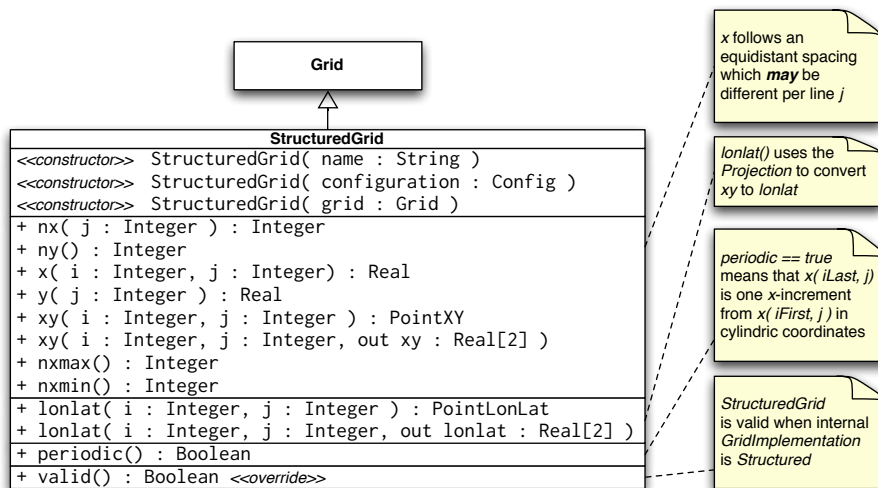 Grid
StructuredGrid
<<constructor>> StructuredGrid( name : String )
<<constructor>> StructuredGrid( configuration : Config )
<<constructor>> StructuredGrid( grid : Grid )
+ nx( j : Integer ) : Integer
+ ny() : Integer
+ x( i : Integer, j : Integer) : Real
+ y( j : Integer ) : Real
+ xy( i : Integer, j : Integer ) : PointXY
+ xy( i : Integer, j : Integer, out xy : Real[2] )
+ nxmax() : Integer
+ nxmin() : Integer
+ lonlat( i : Integer, j : Integer ) : PointLonLat
+ lonlat( i : Integer, j : Integer, out lonlat : Real[2] )
+ periodic() : Boolean
+ valid() : Boolean <<override>>
x follows an
equidistant spacing
which may be
different per line j
lonlat() uses the
Projection to convert
xy to lonlat
periodic == true
means that x( iLast, j)
is one x-increment
from x( iFirst, j ) in
cylindric coordinates
StructuredGrid
is valid when internal
GridImplementation
is Structured